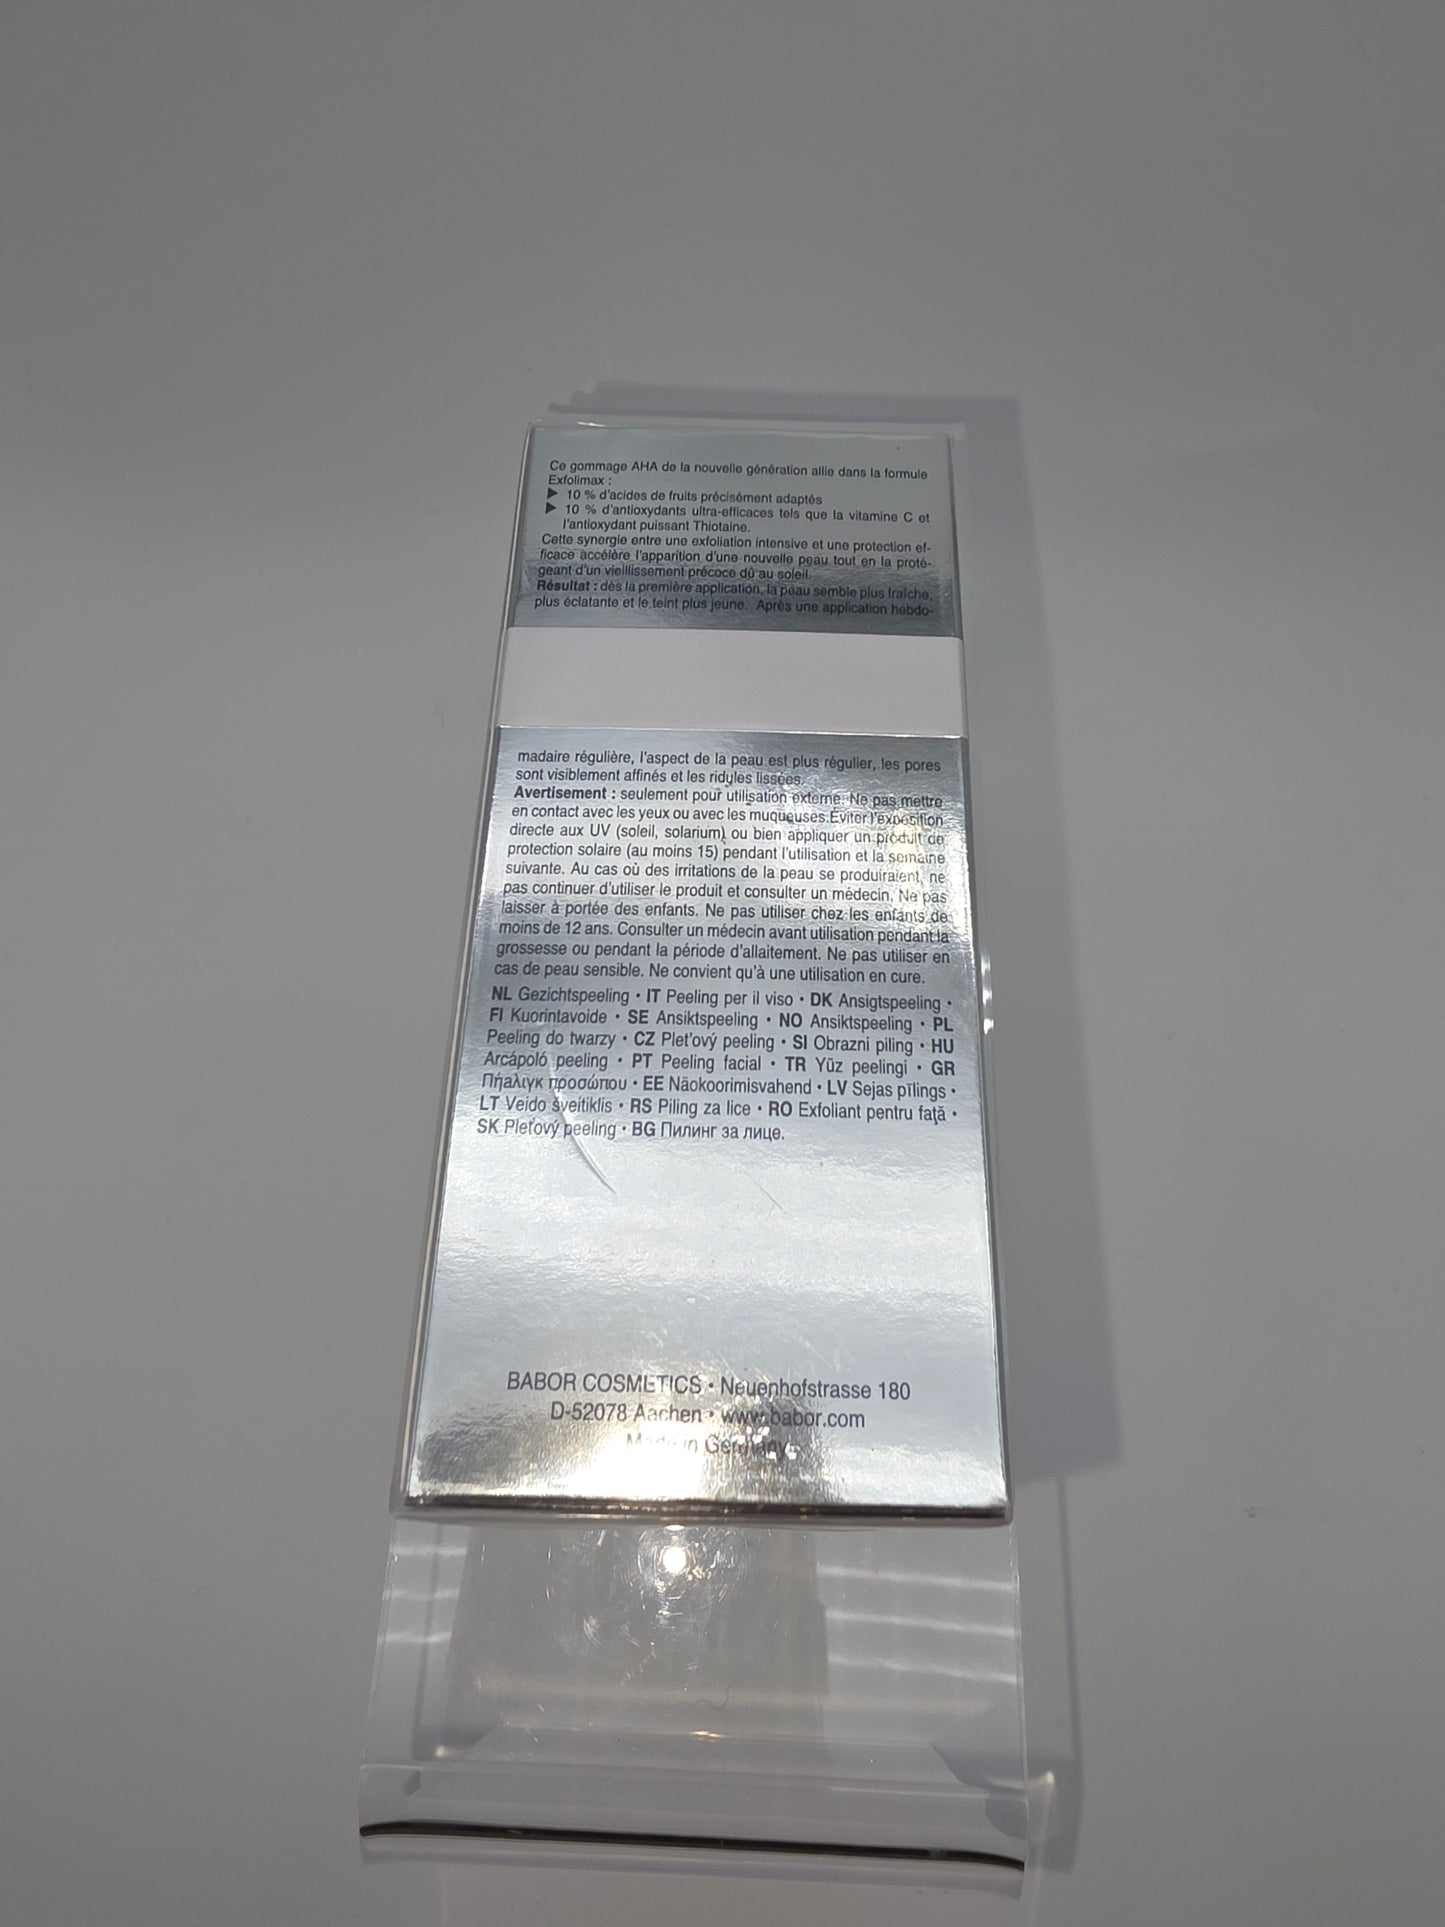 Ce gommage AHA de la nouvelle génération allie dans la formule
Exfolimax :
► 10 % d'acides de fruits précisément adaptés
► 10 % d'antioxydants ultra-efficaces tels que la vitamine C et
l'antioxydant puissant Thiotaine.
Cette synergie entre une exfoliation intensive et une protection ef-
ficace accélère l'apparition d'une nouvelle peau tout en la proté-
geant d'un vieillissement précoce dû au soleil.
Résultat : dès la première application, la peau semble plus fraîche,
plus éclatante et le teint plus jeune. Après une application hebdo-
madaire régulière, l'aspect de la peau est plus régulier, les pores
sont visiblement affinés et les ridules lissées.
Avertisement : seulement pour utilisation externe. Ne pas mettre
en contact avec les yeux ou avec les muqueuses.Éviter l'exposition
directe aux UV (soleil, solarium) ou bien appliquer un produit de
protection solaire (au moins 15) pendant l'utilisation et la semaine
suivante. Au cas où des irritations de la peau se produiraient, ne
pas continuer d'utiliser le produit et consulter un médecin. Ne pas
laisser à portée des enfants. Ne pas utiliser chez les enfants de
moins de 12 ans. Consulter un médecin avant utilisation pendant la
grossesse ou pendant la période d'allaitement. Ne pas utiliser en
cas de peau sensible. Ne convient qu'à une utilisation en cure.
NL Gezichtspeeling • IT Peeling per il viso • DK Ansigtspeeling •
FI Kuorintavoide • SE Ansiktspeeling • NO Ansiktspeeling • PL
Peeling do twarzy • CZ Plet'ový peeling • SI Obrazni piling • HU
Arcápoló peeling • PT Peeling facial • TR Yüz peelingi • GR
Πήαλιγκ προσώπου • EE Näokoorimisvahend • LV Sejas pīlings •
LT Veido šveitiklis • RS Piling za lice • RO Exfoliant pentru faţă •
SK Pleťový peeling • BG Пилинг за лице.
BABOR COSMETICS • Neuenhofstrasse 180
D-52078 Aachen • www.babor.com
Made in Germany